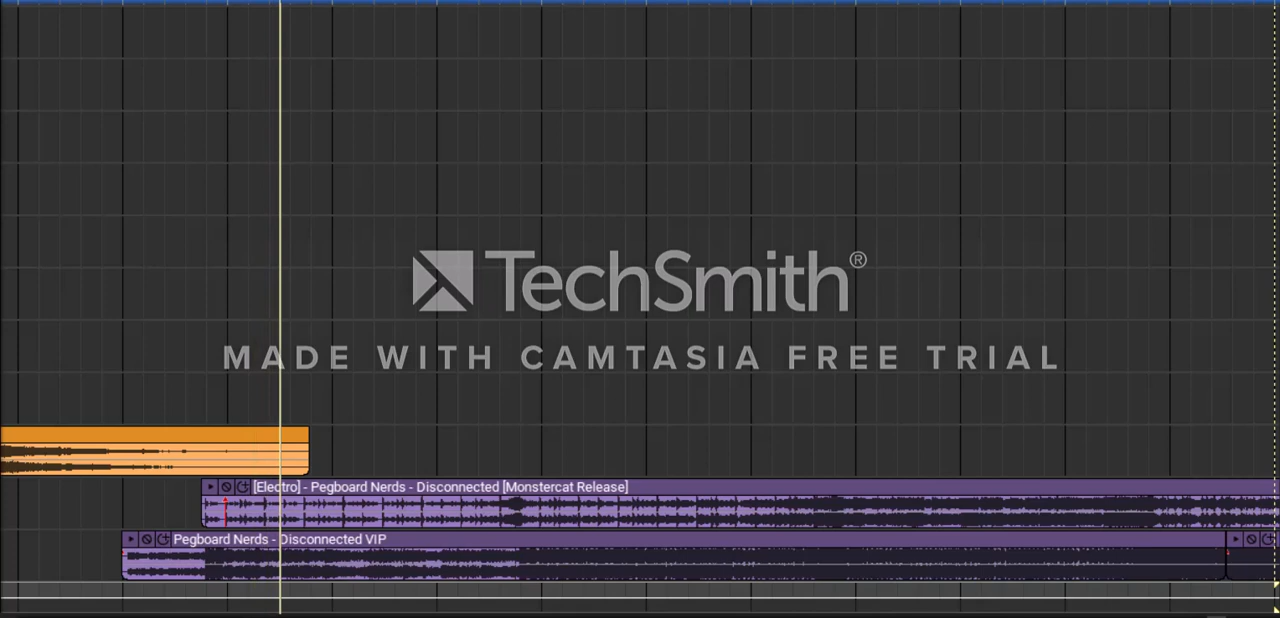 TechSmith®
MADE WITH CAMTASIA FREE TRIAL
[Electro] - Pegboard Nerds - Disconnected [Monstercat Release]
Pegboard Nerds - Disconnected VIP